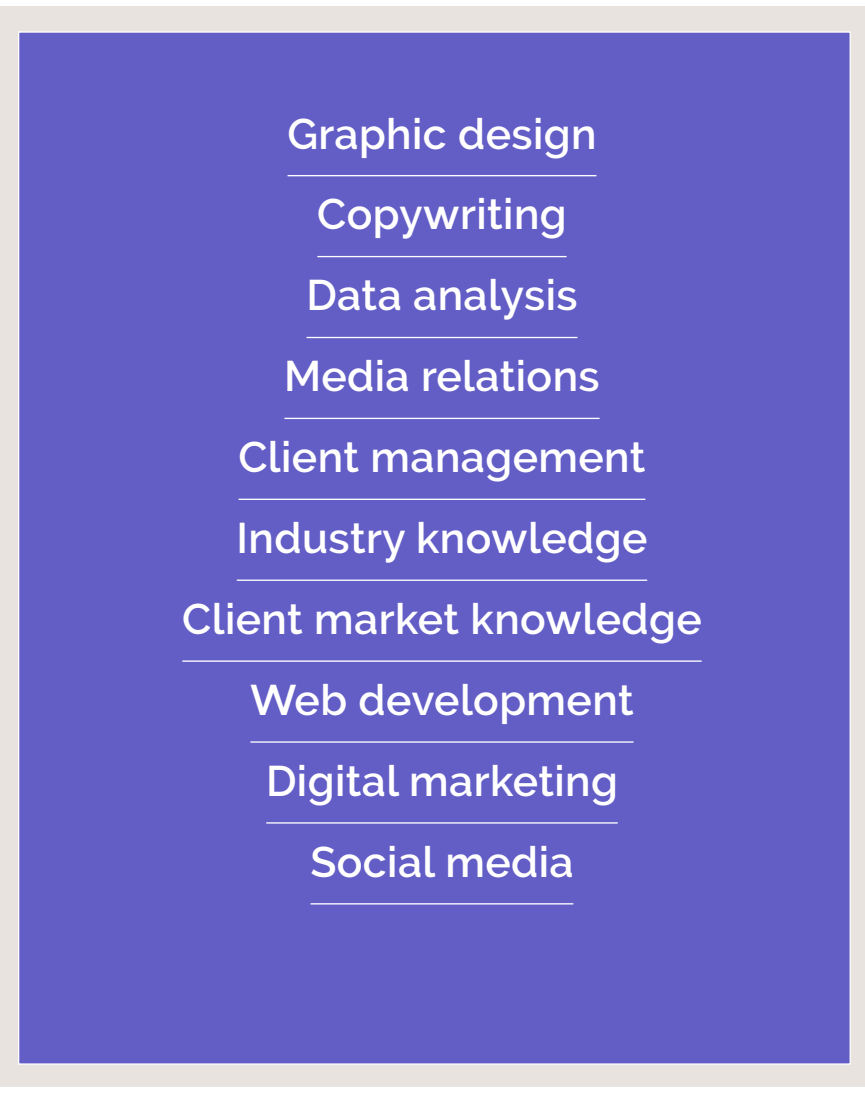 Graphic design
Copywriting
Data analysis
Media relations
Client management
Industry knowledge
Client market knowledge
Web development
Digital marketing
Social media